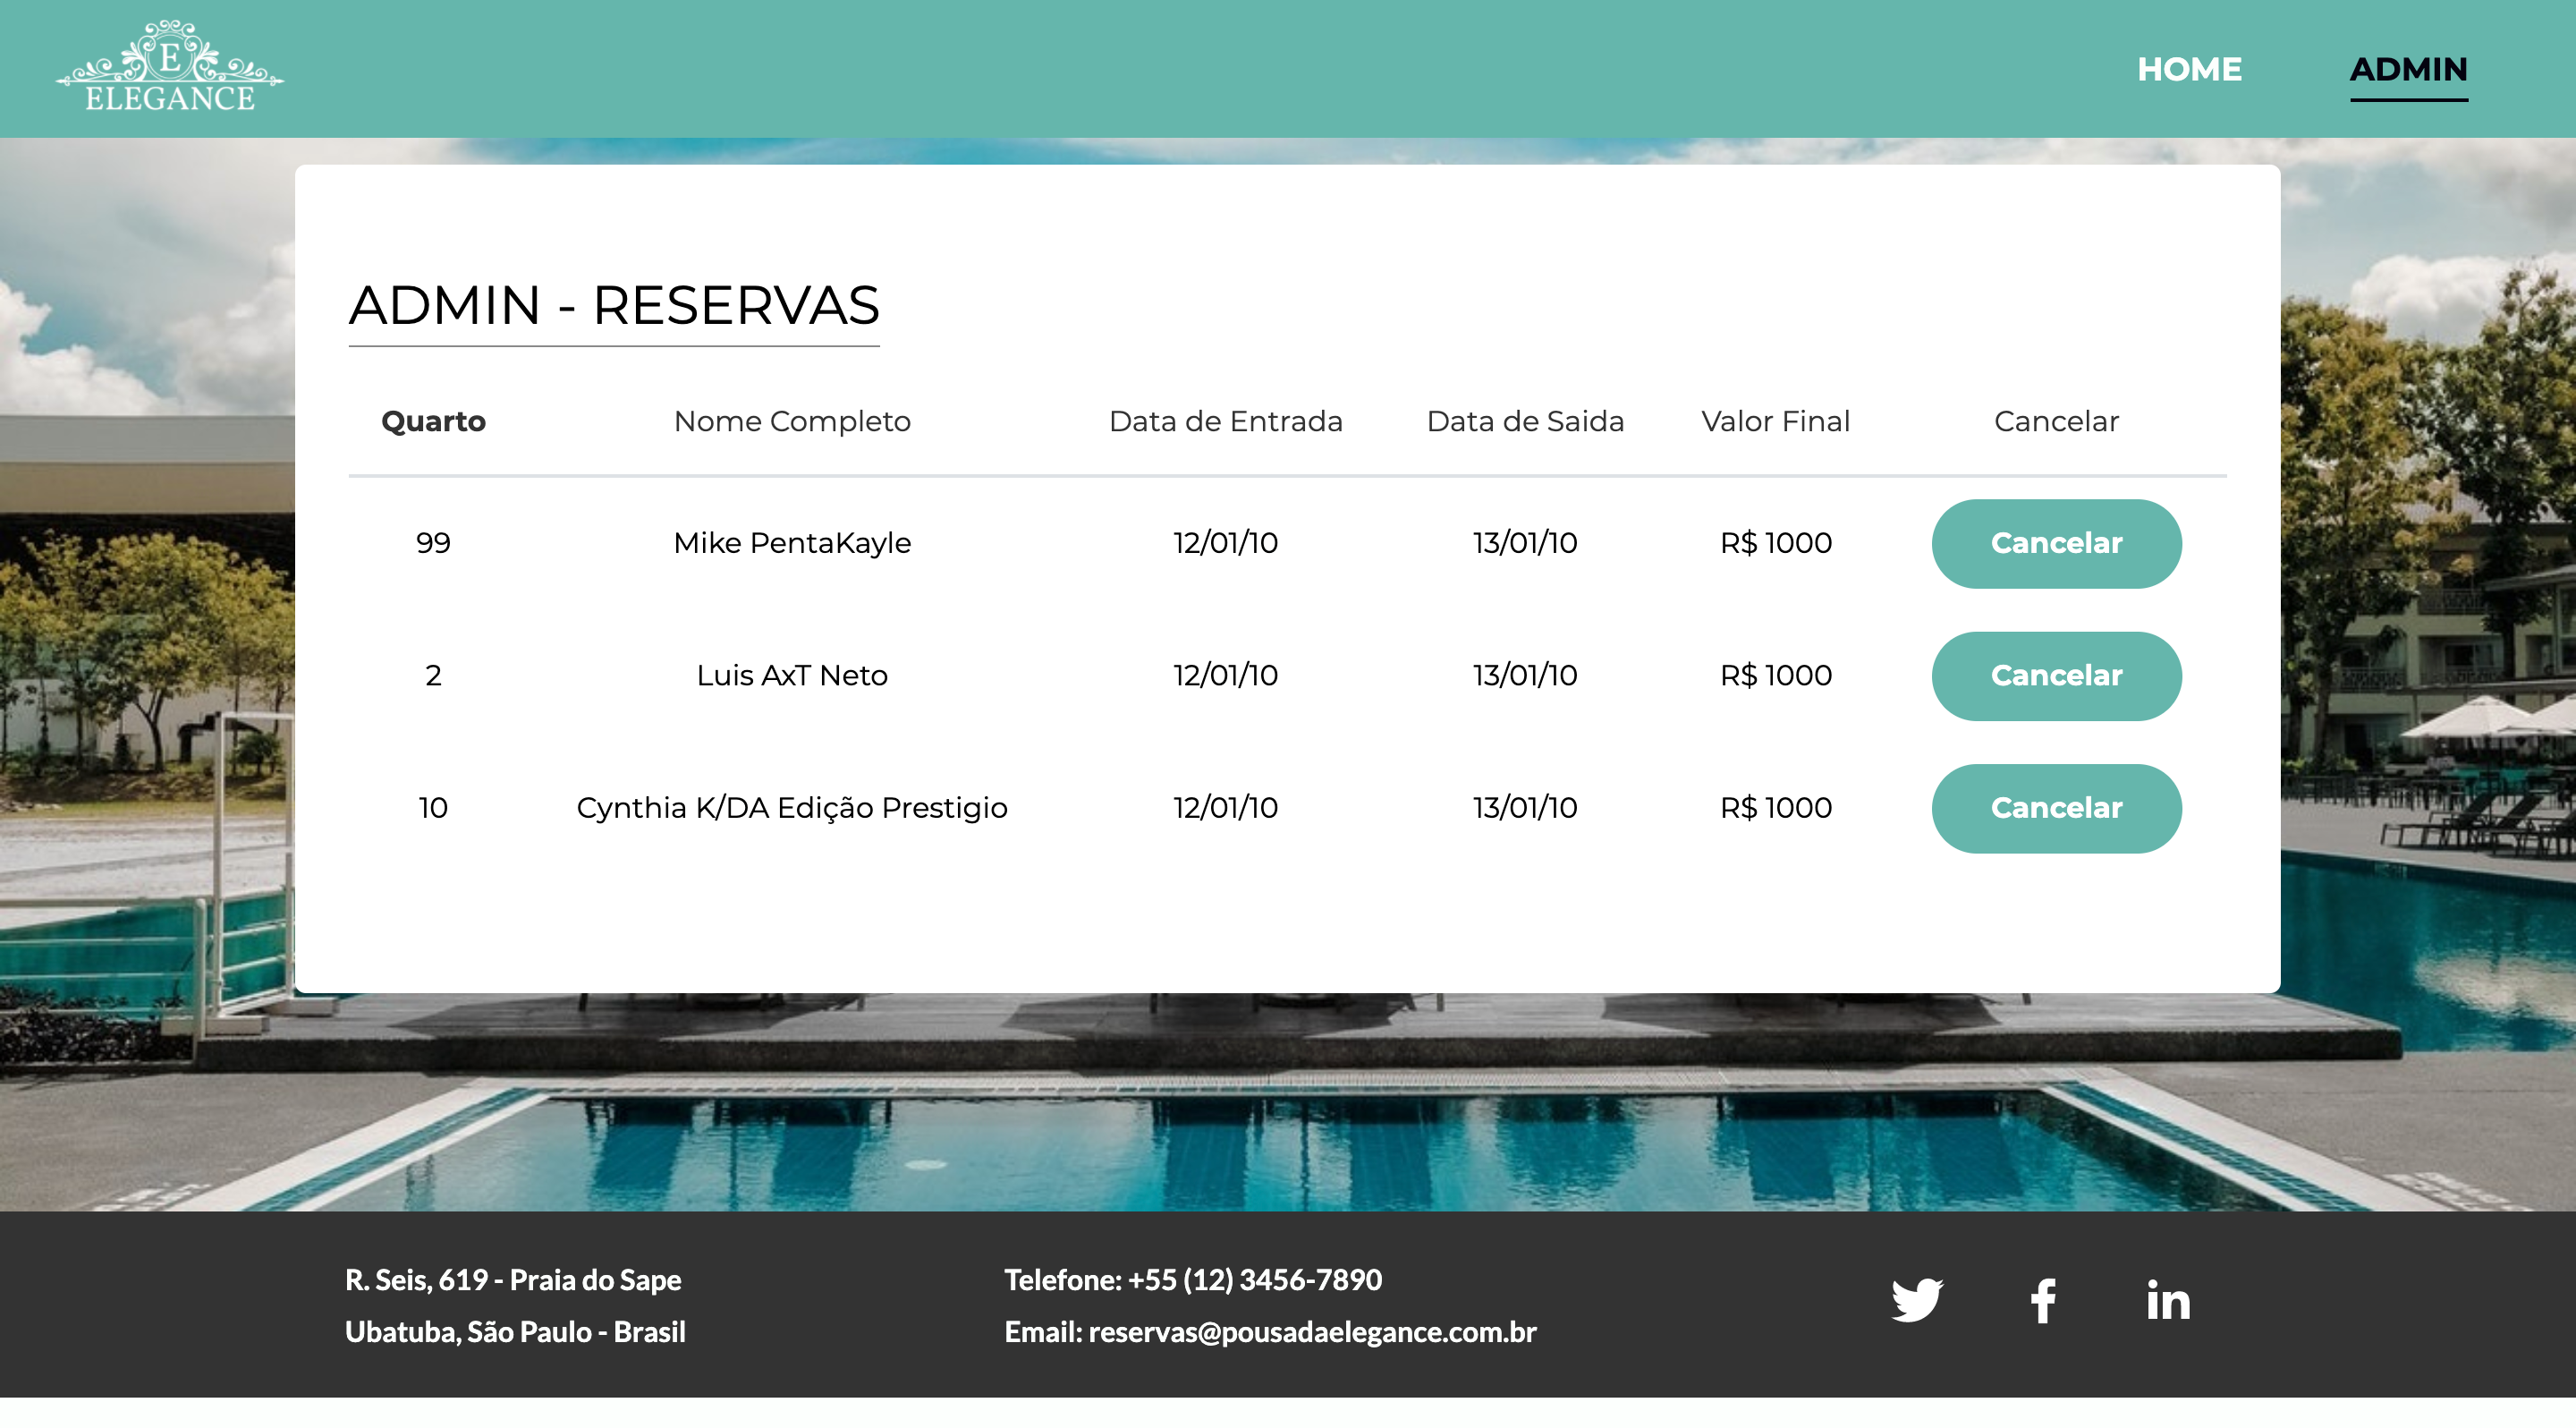 E
ELEGANCE
HOME ADMIN
ADMIN - RESERVAS
Quarto Nome Completo Data de Entrada Data de Saida Valor Final Cancelar
99 Mike PentaKayle 12/01/10 13/01/10 R$ 1000 Cancelar
2 Luis AxT Neto 12/01/10 13/01/10 R$ 1000 Cancelar
10 Cynthia K/DA Edição Prestigio 12/01/10 13/01/10 R$ 1000 Cancelar
R. Seis, 619 - Praia do Sape
Ubatuba, São Paulo - Brasil
Telefone: +55 (12) 3456-7890
Email: reservas@pousadaelegance.com.br